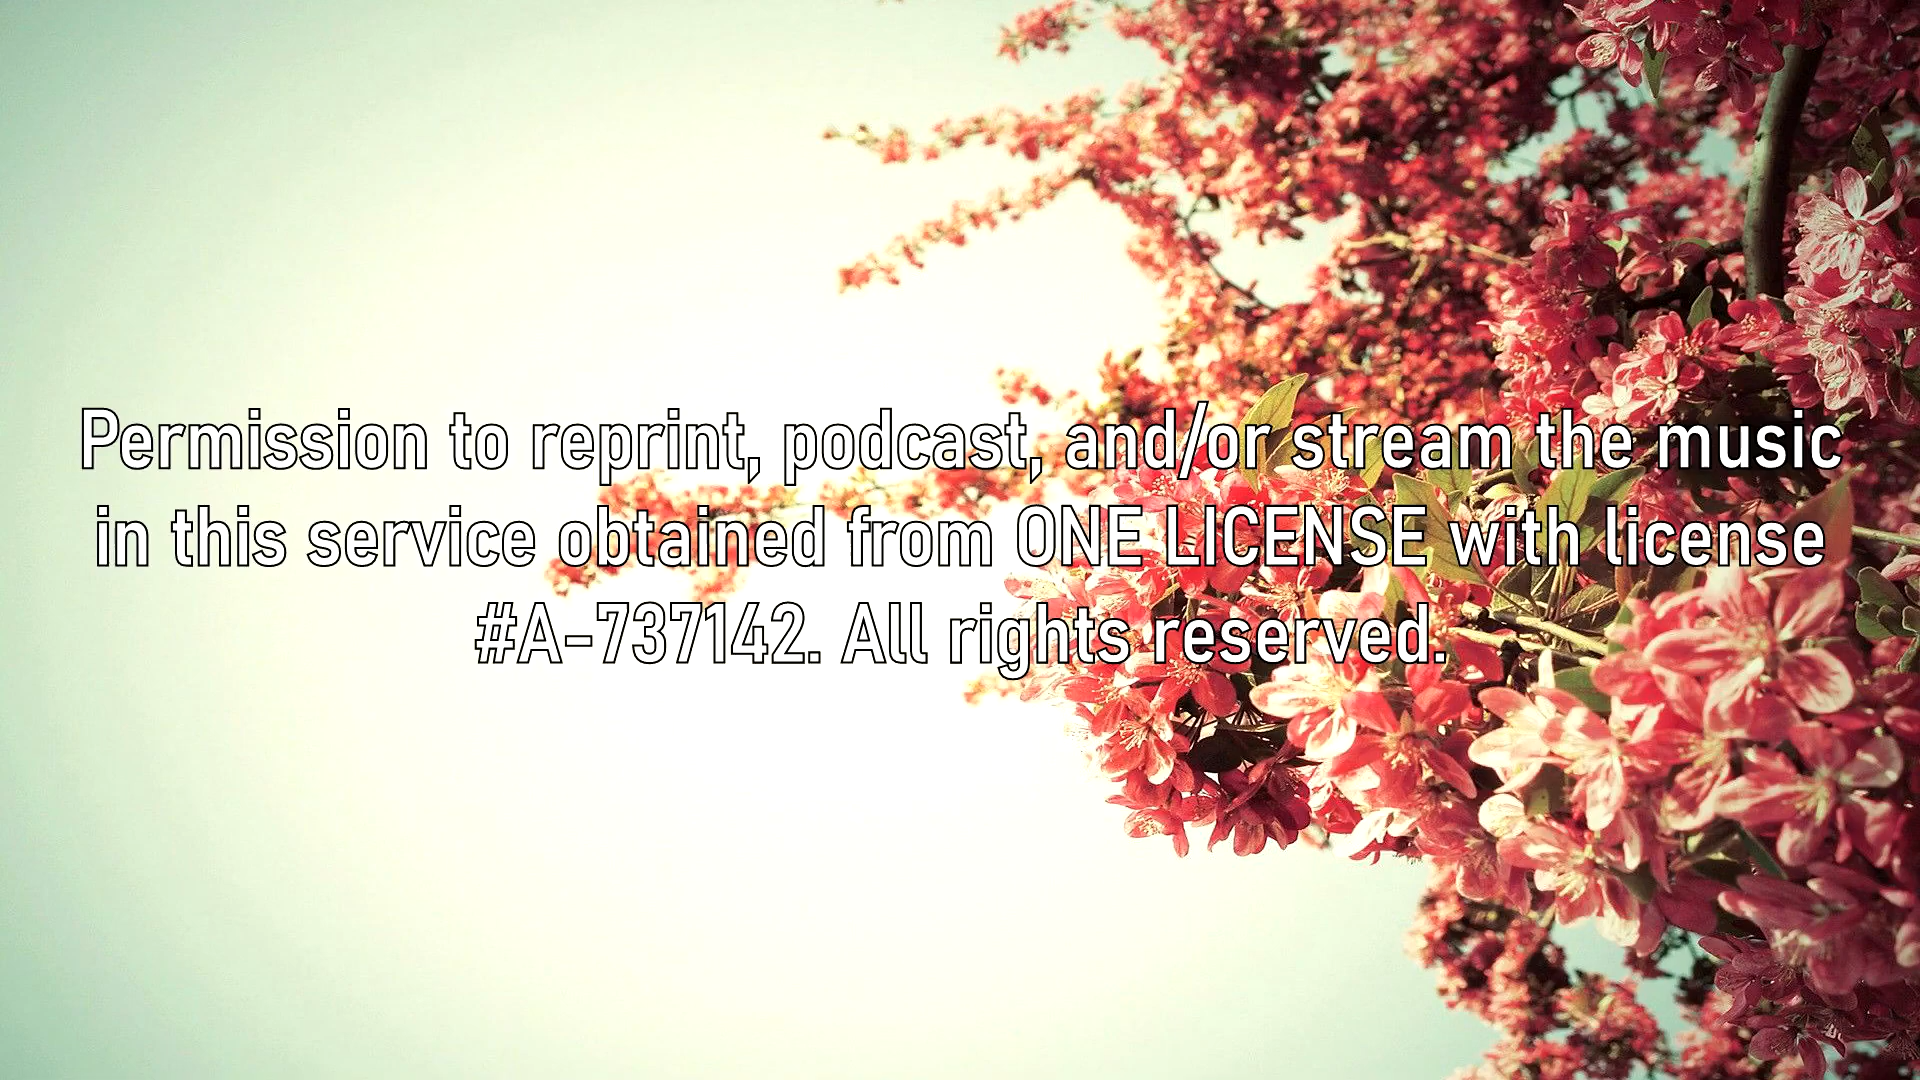 Permission to reprint, podcast, and/or stream the music
in this service obtained from ONE LICENSE with license
#A-737142. All rights reserved.